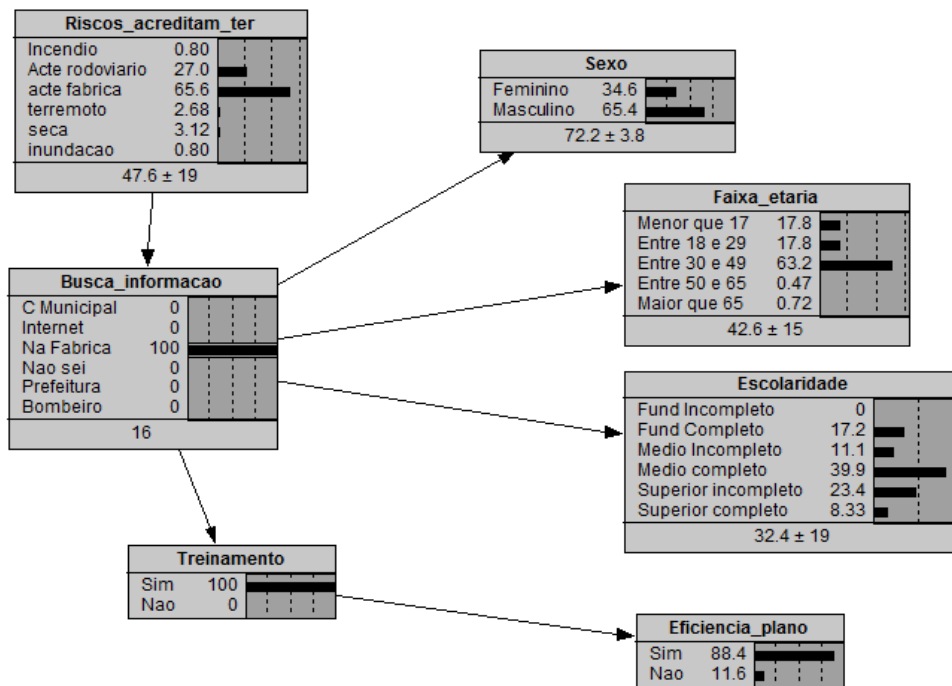 Riscos_acreditam_ter
Incendio 0.80
Acte rodoviario 27.0
acte fabrica 65.6
terremoto 2.68
seca 3.12
inundacao 0.80
47.6 ± 19
Sexo
Feminino 34.6
Masculino 65.4
72.2 ± 3.8
Faixa_etaria
Menor que 17 17.8
Entre 18 e 29 17.8
Entre 30 e 49 63.2
Entre 50 e 65 0.47
Maior que 65 0.72
42.6 ± 15
Busca_informacao
C Municipal 0
Internet 0
Na Fabrica 100
Nao sei 0
Prefeitura 0
Bombeiro 0
16
Escolaridade
Fund Incompleto 0
Fund Completo 17.2
Medio Incompleto 11.1
Medio completo 39.9
Superior incompleto 23.4
Superior completo 8.33
32.4 ± 19
Treinamento
Sim 100
Nao 0
Eficiencia_plano
Sim 88.4
Nao 11.6